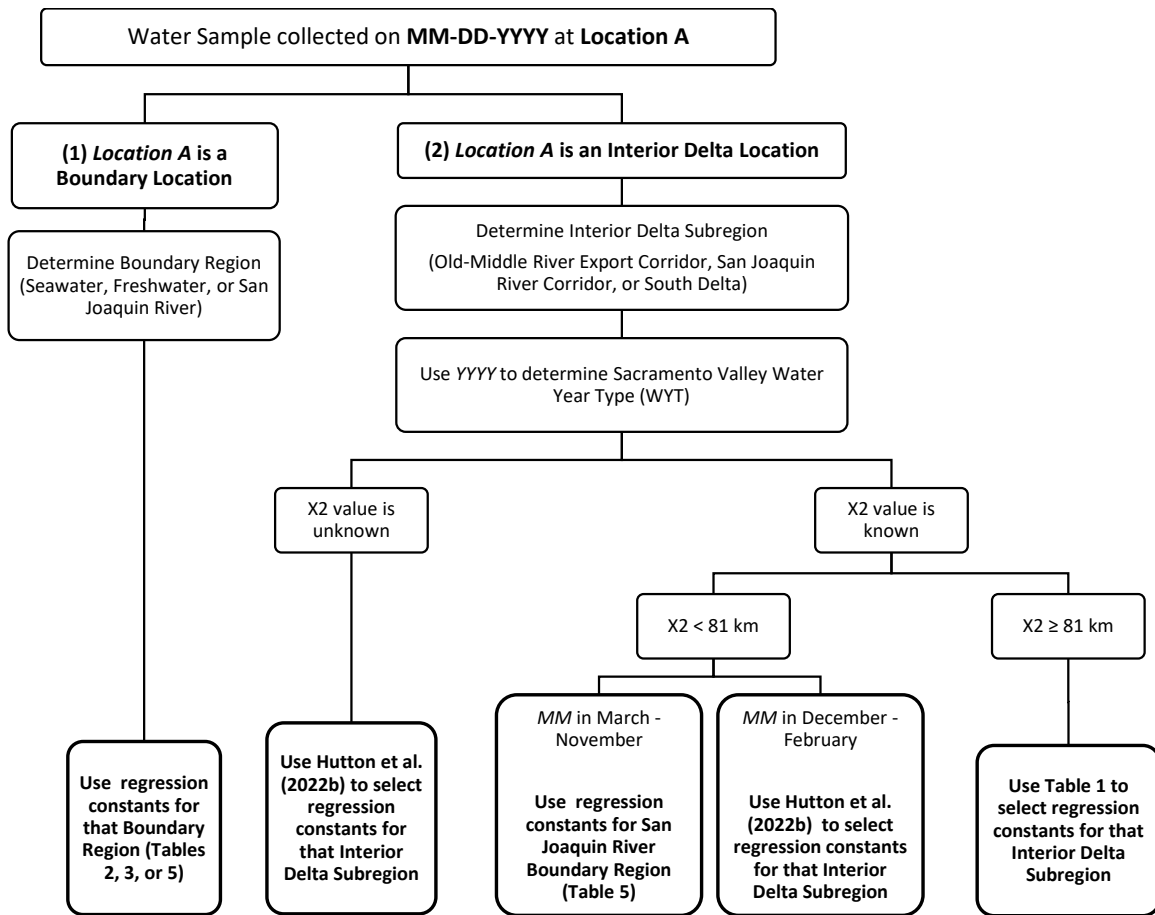 Water Sample collected on MM-DD-YYYY at Location A
(1) Location A is a
Boundary Location
(2) Location A is an Interior Delta Location
Determine Boundary Region
(Seawater, Freshwater, or San
Joaquin River)
Determine Interior Delta Subregion
(Old-Middle River Export Corridor, San Joaquin
River Corridor, or South Delta)
Use YYYY to determine Sacramento Valley Water
Year Type (WYT)
X2 value is
unknown
X2 value is
known
X2 < 81 km
X2 ≥ 81 km
Use regression
constants for
that Boundary
Region (Tables
2, 3, or 5)
Use Hutton et al.
(2022b) to select
regression
constants for
that Interior
Delta Subregion
MM in March -
November
Use regression
constants for San
Joaquin River
Boundary Region
(Table 5)
MM in December -
February
Use Hutton et al.
(2022b) to select
regression constants
for that Interior
Delta Subregion
Use Table 1 to
select regression
constants for that
Interior Delta
Subregion